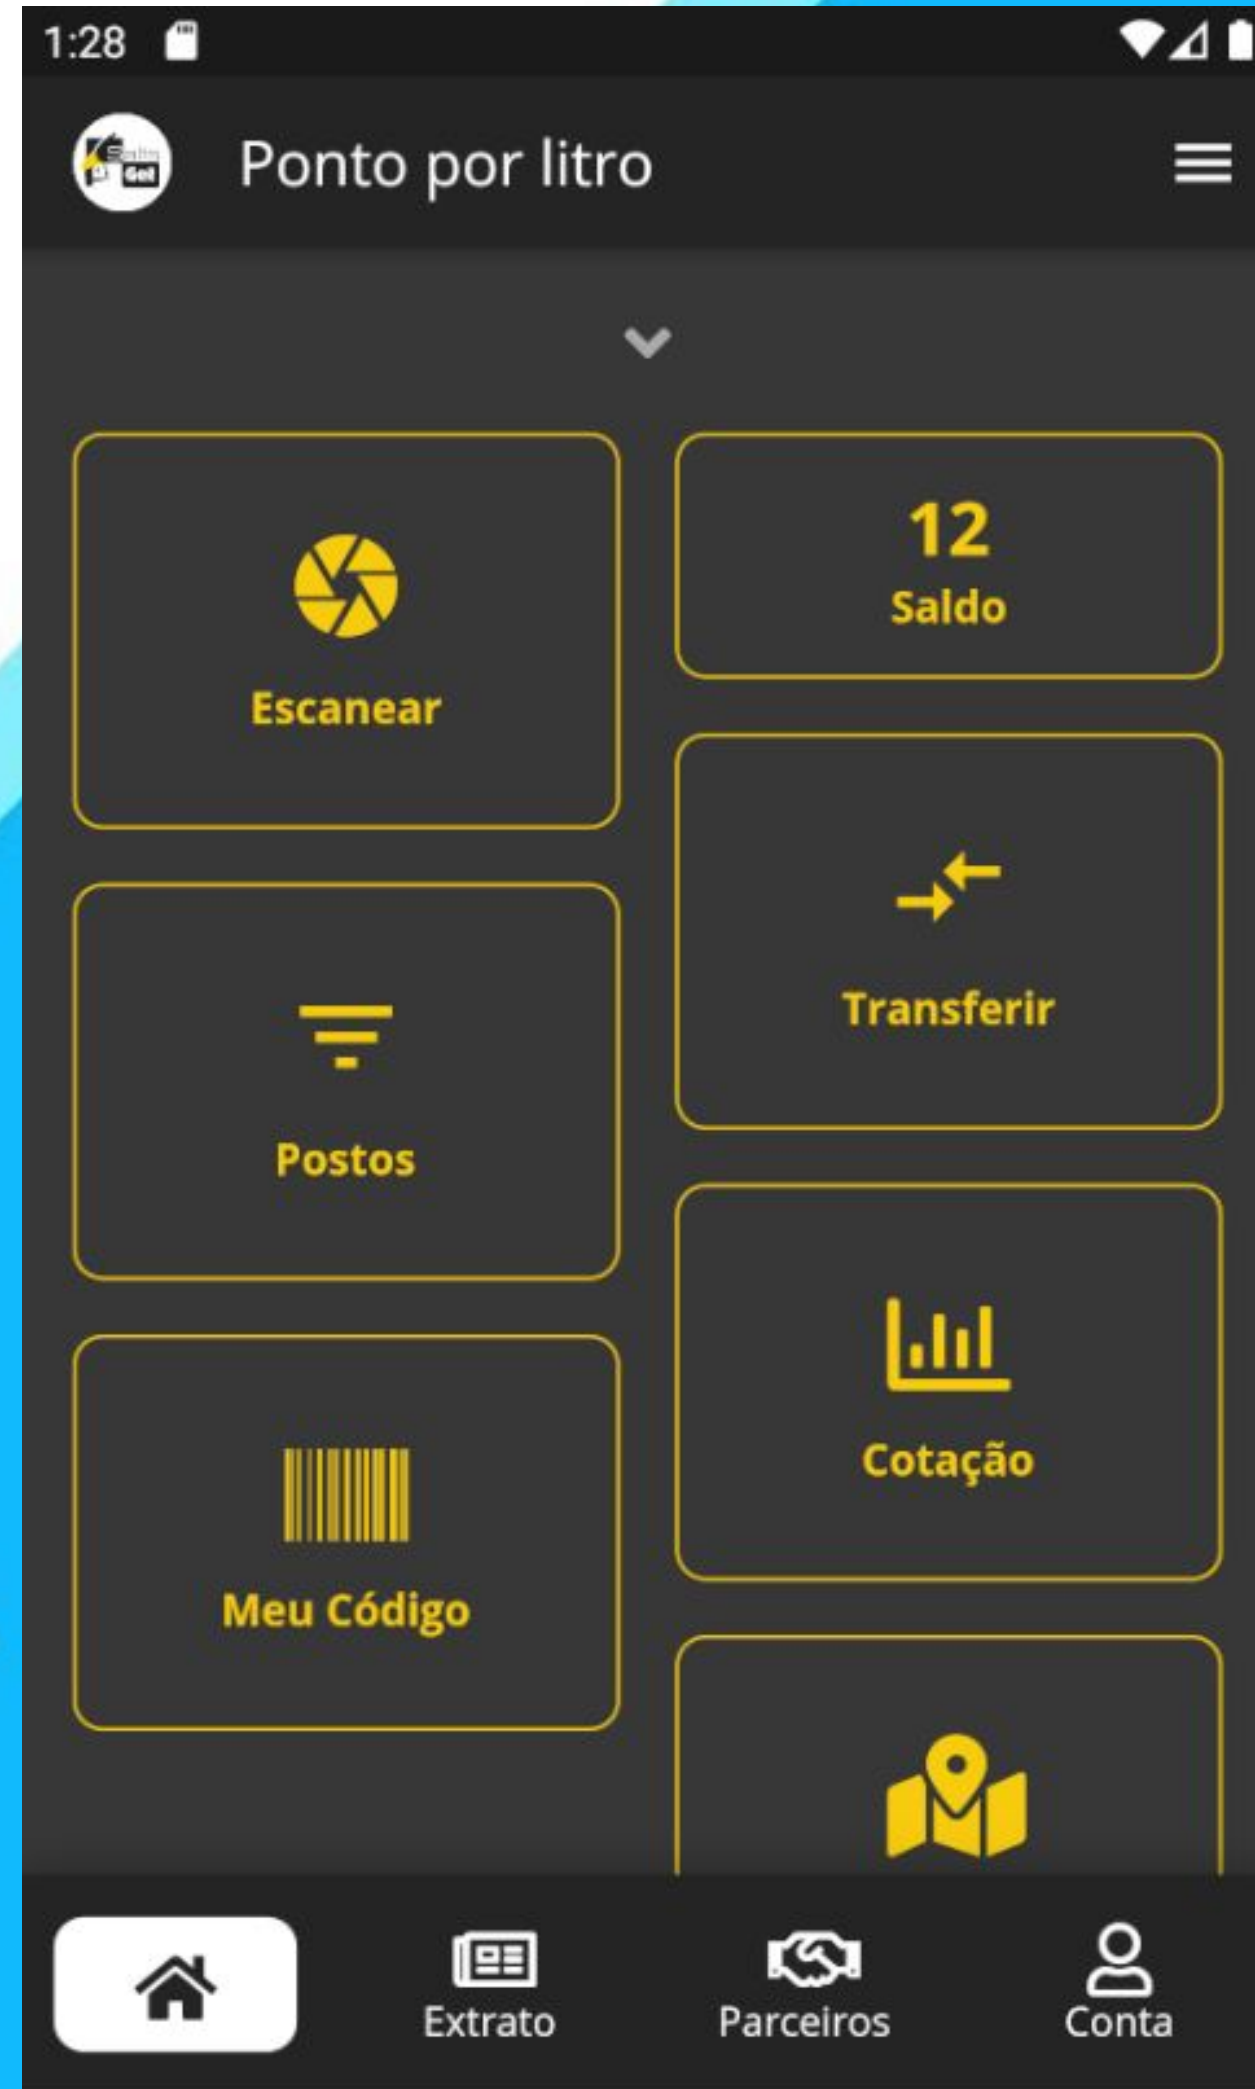 1:28
Ponto por litro
Escanear
12
Saldo
Transferir
Postos
Cotação
Meu Código
Extrato
Parceiros
Conta